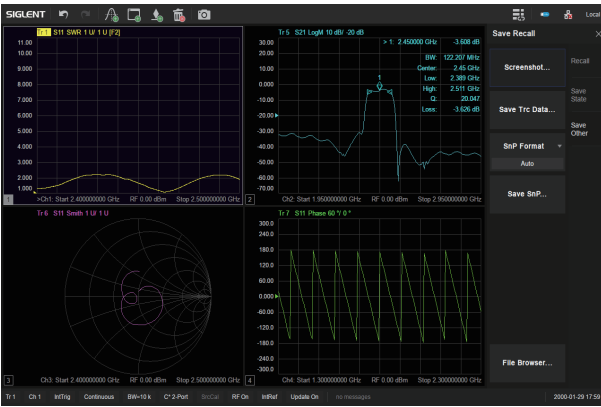 SIGLENT
Local
Tr 1 S11 SWR 1 U/ 1 U [F2]
11.00
10.00
9.000
8.000
7.000
6.000
5.000
4.000
3.000
2.000
1.000
1
>Ch1: Start 2.400000000 GHz RF 0.00 dBm Stop 2.500000000 GHz
Tr 5 S21 LogM 10 dB/ -20 dB
30.00
20.00
10.00
0.000
-10.00
-20.00
-30.00
-40.00
-50.00
-60.00
-70.00
> 1: 2.450000 GHz -3.608 dB
BW: 122.207 MHz
Center: 2.45 GHz
Low: 2.389 GHz
High: 2.511 GHz
Q: 20.047
Loss: -3.626 dB
1
2
Ch2: Start 1.950000000 GHz RF 0.00 dBm Stop 2.950000000 GHz
Tr 6 S11 Smith 1 U/ 1 U
3
Ch3: Start 2.400000000 GHz RF 0.00 dBm Stop 2.500000000 GHz
Tr 7 S11 Phase 60 °/ 0 °
300.0
240.0
180.0
120.0
60.00
0.000
-60.00
-120.0
-180.0
-240.0
-300.0
4
Ch4: Start 1.300000000 GHz RF 0.00 dBm Stop 2.300000000 GHz
Save Recall
Screenshot...
Save Trc Data...
SnP Format
Auto
Save SnP...
File Browser...
Recall
Save
State
Save
Other
Tr 1 Ch 1 IntTrig Continuous BW=10 k C* 2-Port SrcCal RF On IntRef Update On no messages 2000-01-29 17:59